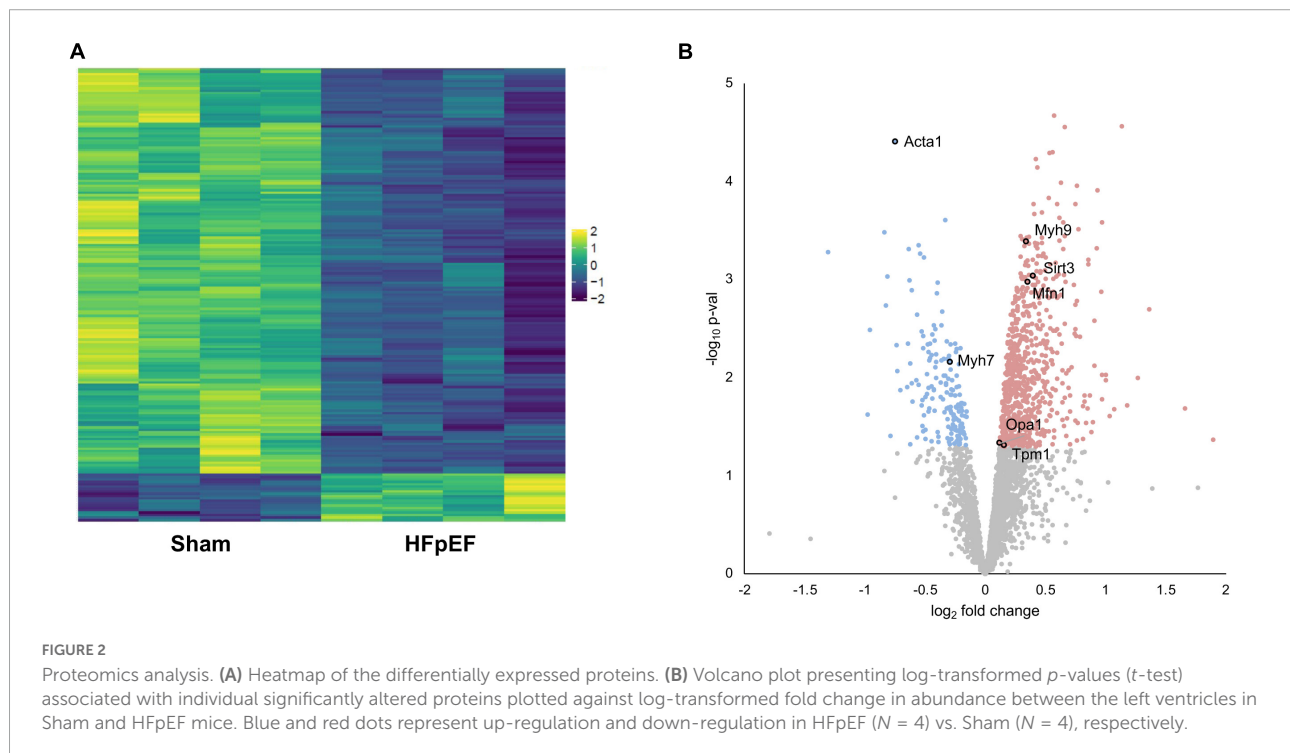 A
2
1
0
−1
−2
Sham
HFpEF
B
5
4
3
2
1
0
-log10 p-val
Acta1
Myh9
Sirt3
Mfn1
Myh7
Opa1
Tpm1
-2
-1.5
-1
-0.5
0
0.5
1
1.5
2
log2 fold change
FIGURE 2
Proteomics analysis. (A) Heatmap of the differentially expressed proteins. (B) Volcano plot presenting log-transformed p-values (t-test)
associated with individual significantly altered proteins plotted against log-transformed fold change in abundance between the left ventricles in
Sham and HFpEF mice. Blue and red dots represent up-regulation and down-regulation in HFpEF (N = 4) vs. Sham (N = 4), respectively.